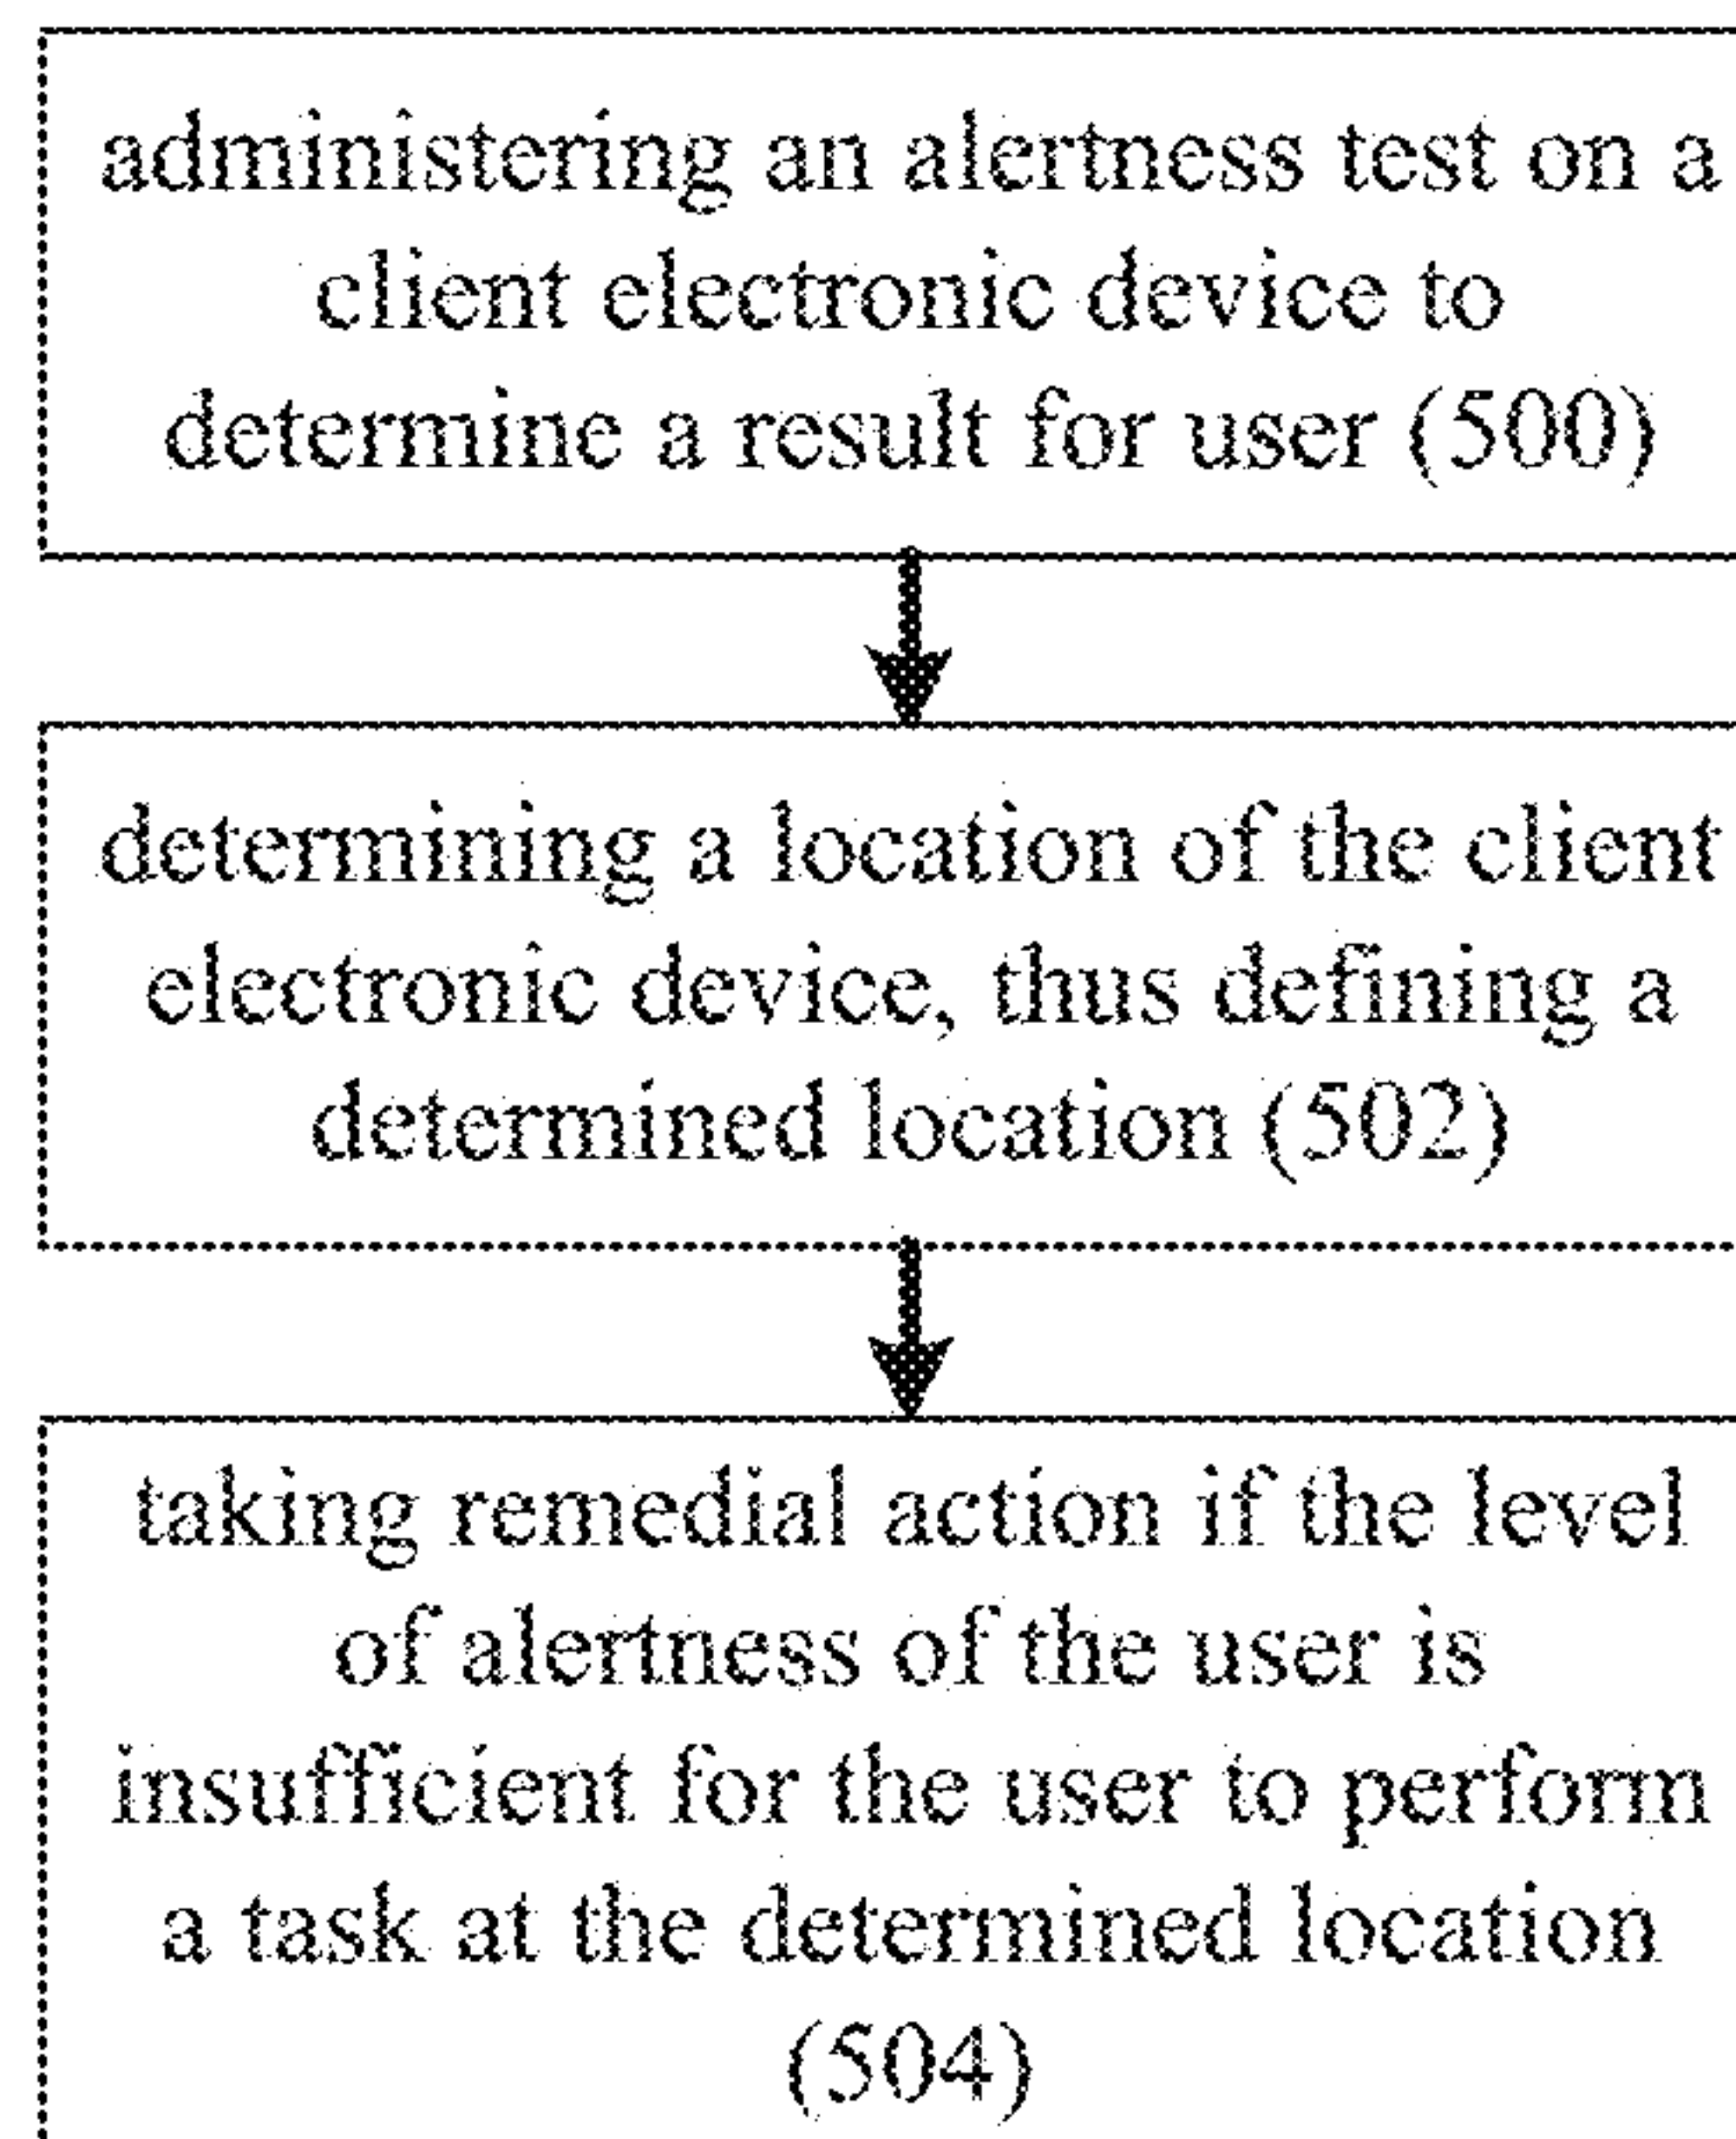 administering an alertness test on a
client electronic device to
determine a result for user (500)
determining a location of the client
electronic device, thus defining a
determined location (502)
taking remedial action if the level
of alertness of the user is
insufficient for the user to perform
a task at the determined location
(504)